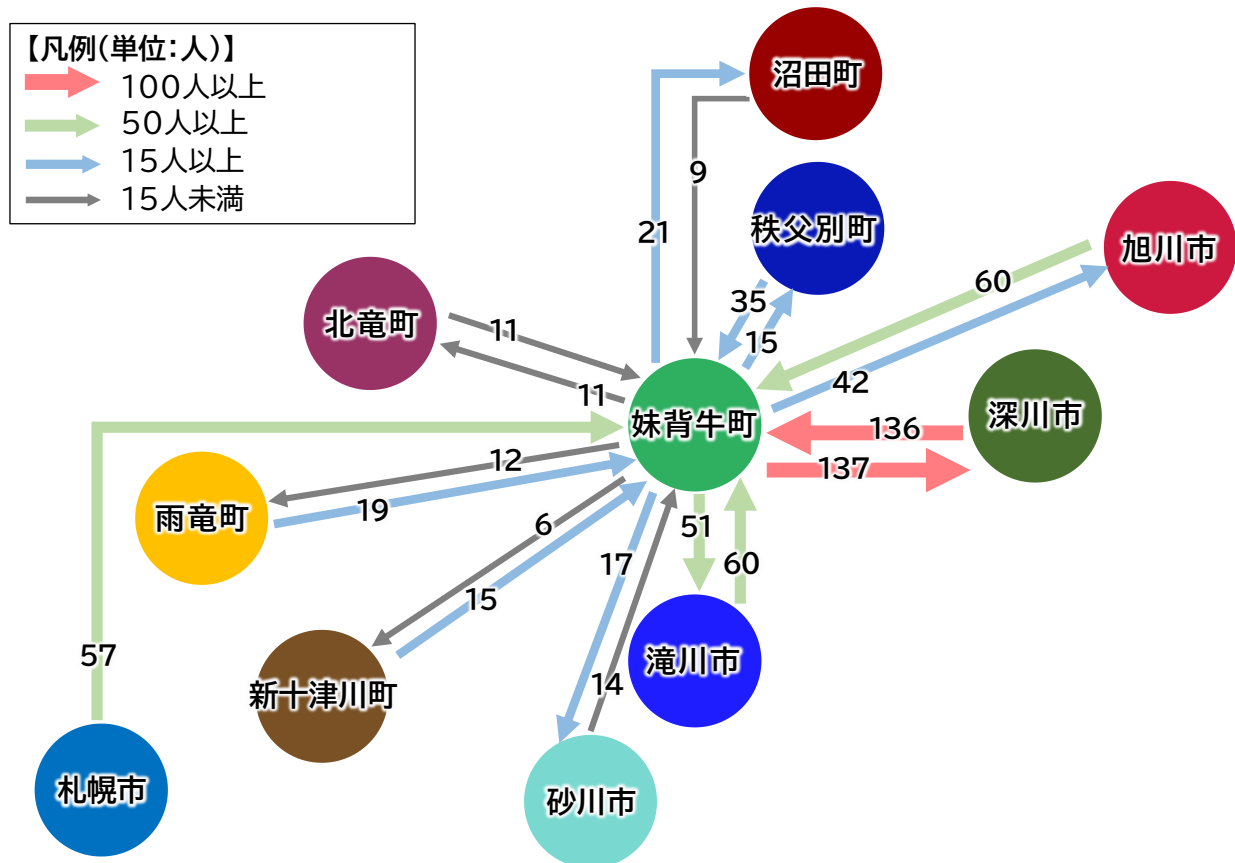 【凡例(単位:人)】
100人以上
50人以上
15人以上
15人未満
沼田町
9
21
秩父別町
旭川市
35
15
60
42
北竜町
11
11
妹背牛町
深川市
136
137
雨竜町
12
19
6
15
17
14
51
60
57
新十津川町
滝川市
札幌市
砂川市